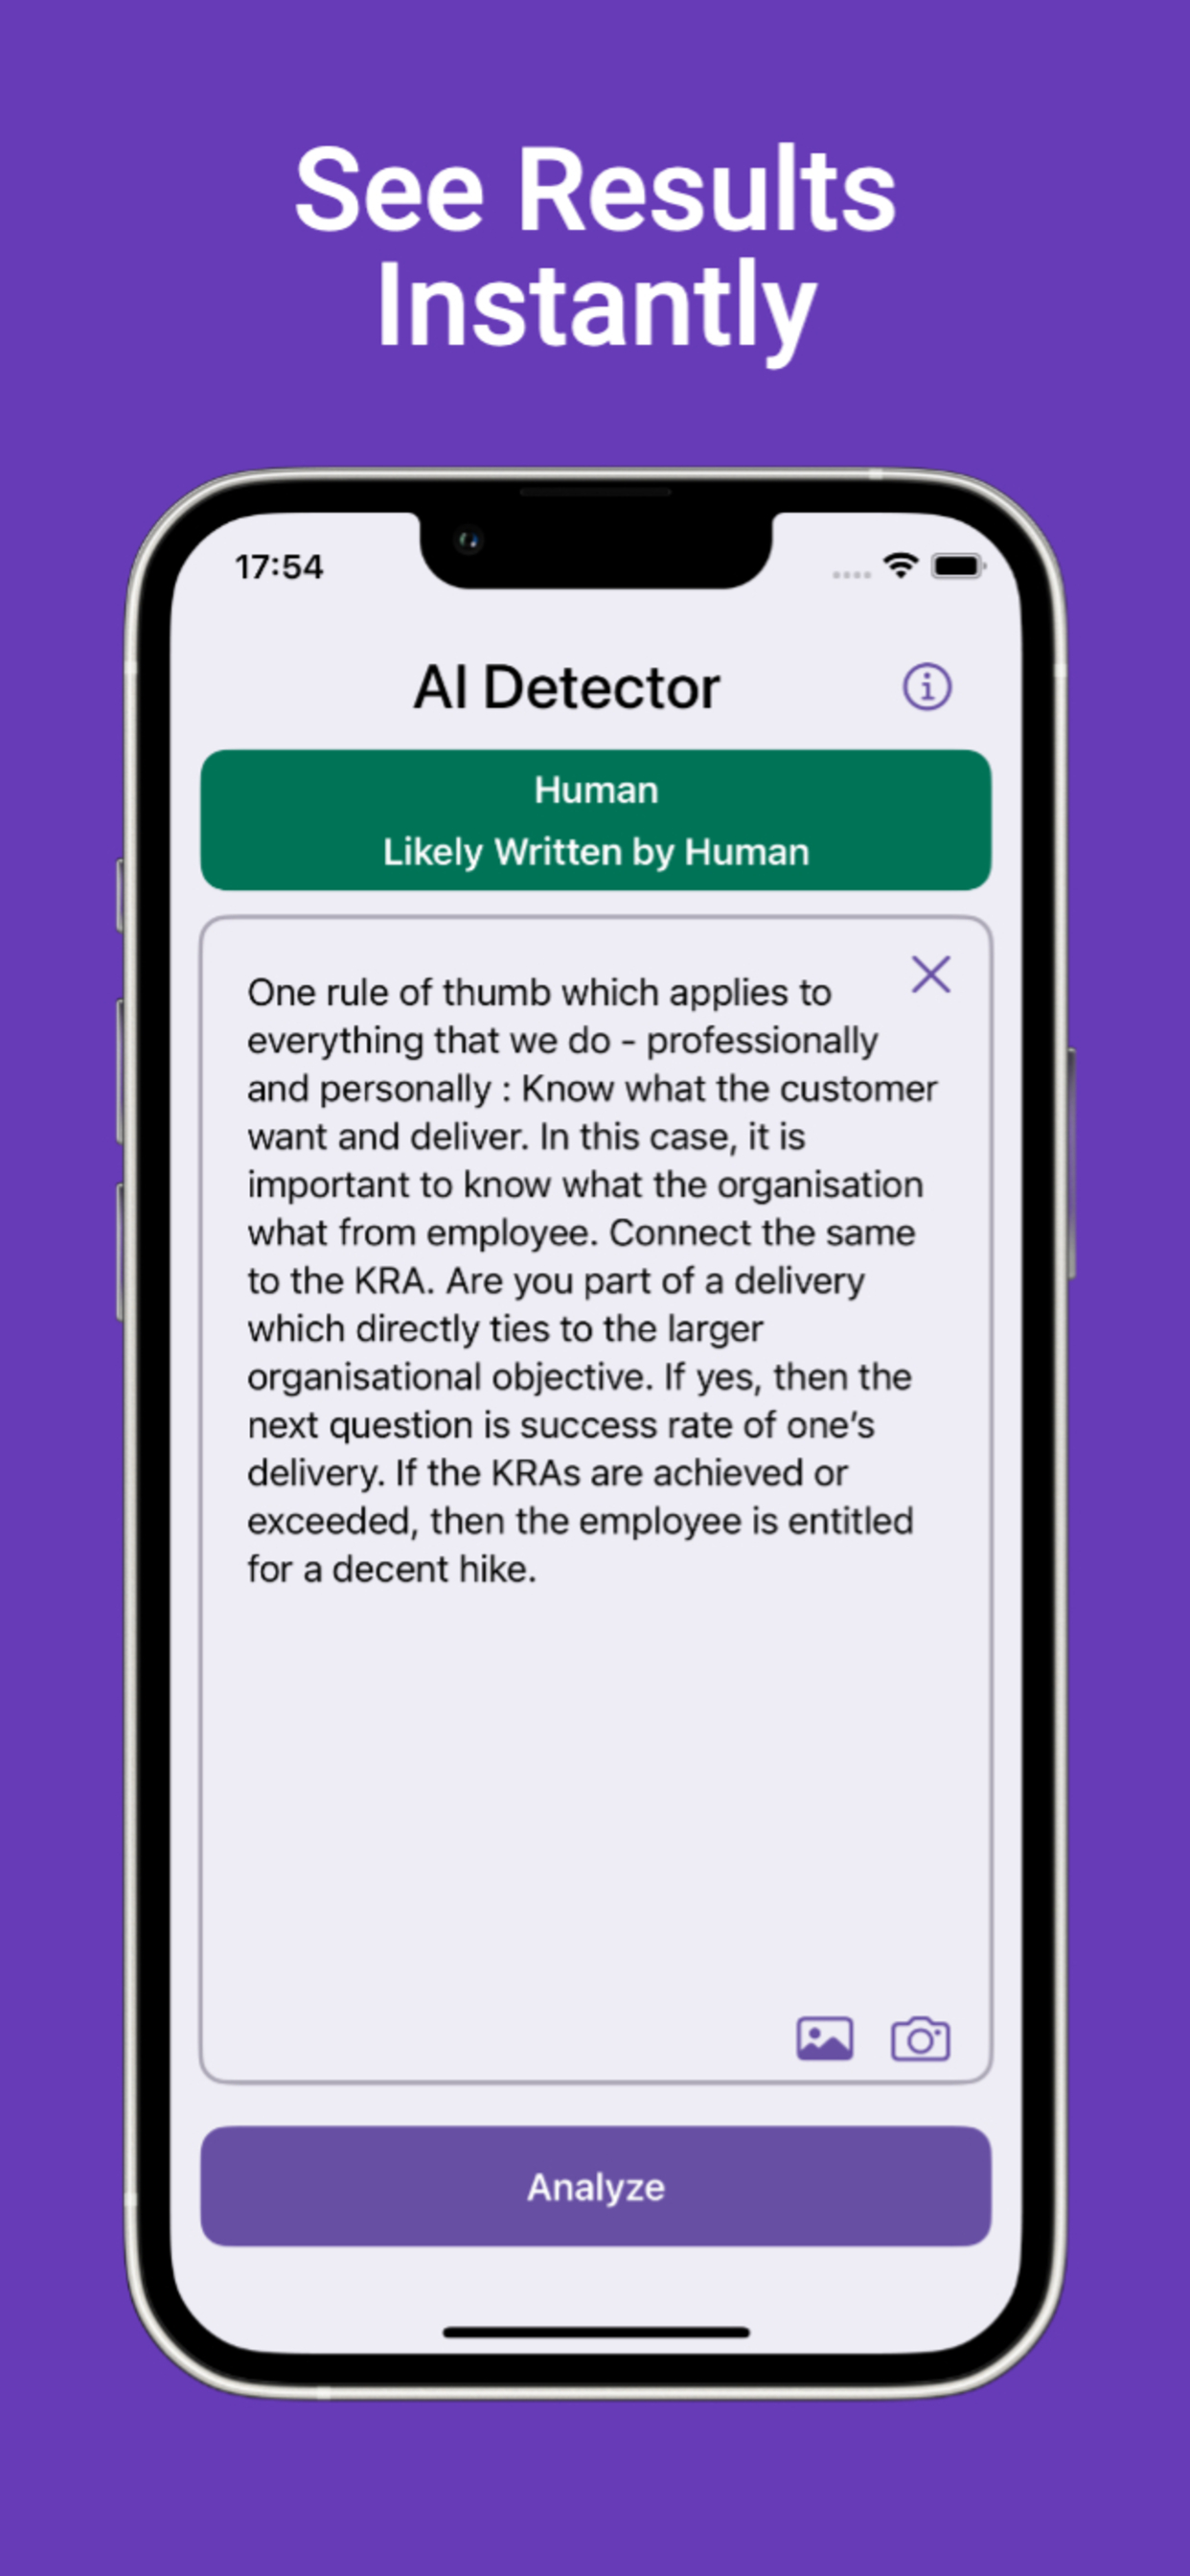 See Results
Instantly
17:54
AI Detector
Human
Likely Written by Human
One rule of thumb which applies to
everything that we do - professionally
and personally : Know what the customer
want and deliver. In this case, it is
important to know what the organisation
what from employee. Connect the same
to the KRA. Are you part of a delivery
which directly ties to the larger
organisational objective. If yes, then the
next question is success rate of one's
delivery. If the KRAs are achieved or
exceeded, then the employee is entitled
for a decent hike.
Analyze